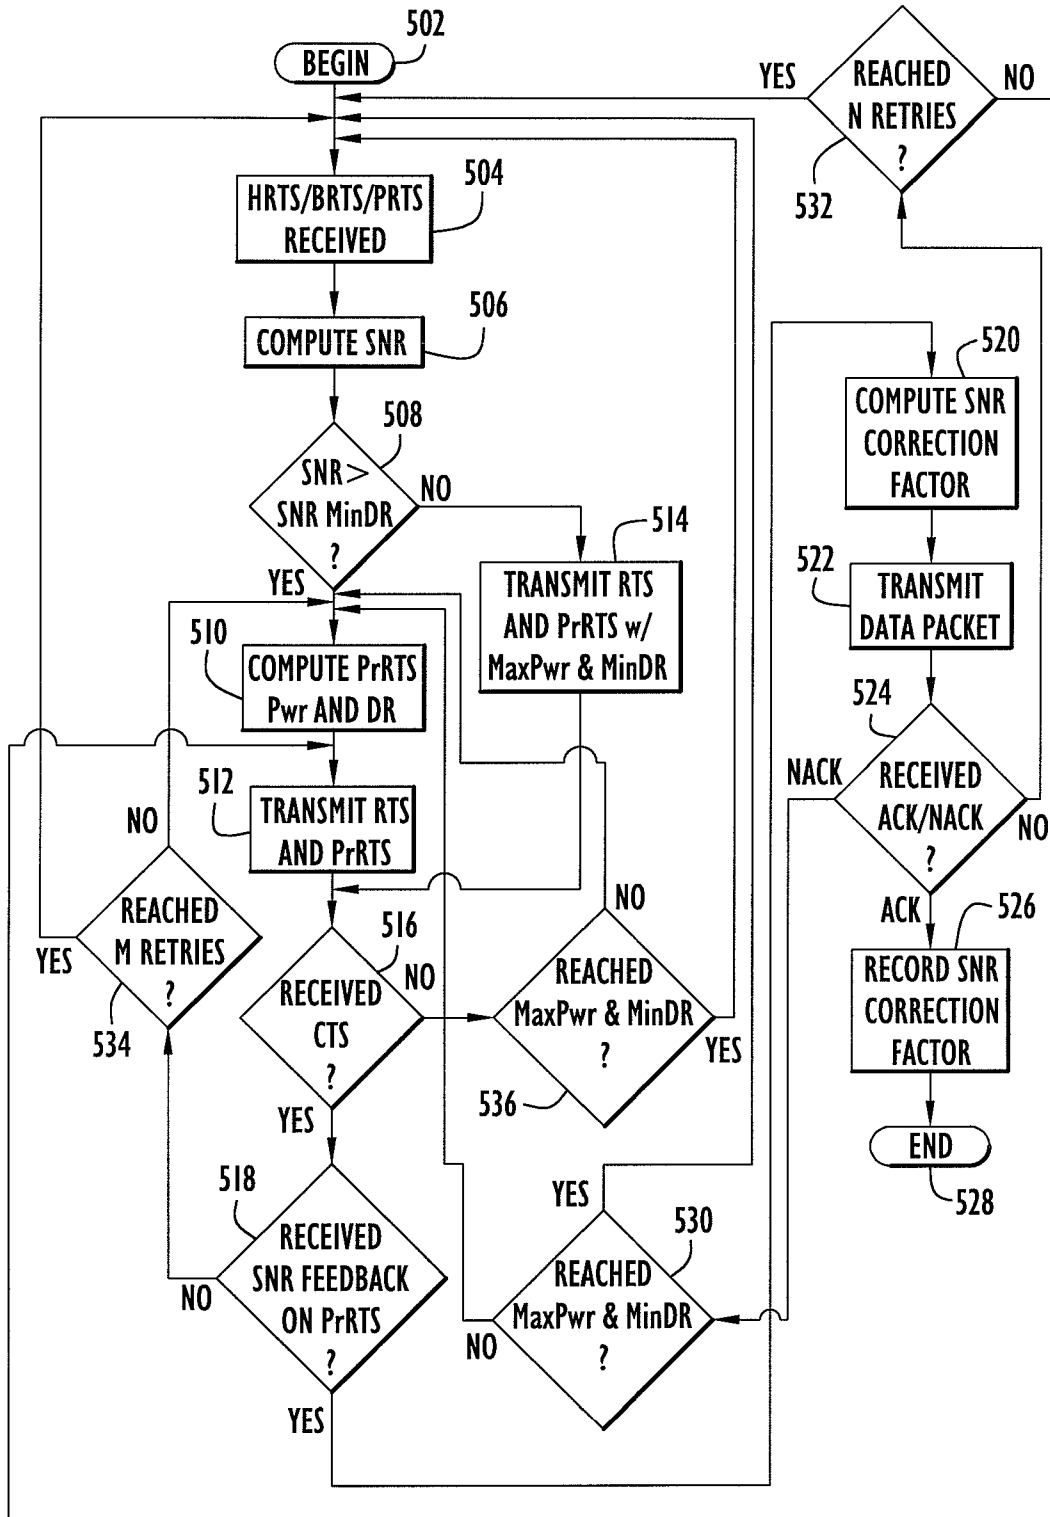 502
BEGIN
YES
REACHED
N RETRIES
?
NO
532
HRTS/BRTS/PRTS
RECEIVED
504
COMPUTE SNR
506
SNR >
SNR MinDR
?
508
NO
YES
TRANSMIT RTS
AND PrRTS w/
MaxPwr & MinDR
514
510
COMPUTE PrRTS
Pwr AND DR
512
TRANSMIT RTS
AND PrRTS
NO
REACHED
M RETRIES
?
YES
534
RECEIVED
CTS
?
516
NO
YES
NO
REACHED
MaxPwr & MinDR
?
YES
536
518
RECEIVED
SNR FEEDBACK
ON PrRTS
?
NO
YES
YES
530
REACHED
MaxPwr & MinDR
?
NO
520
COMPUTE SNR
CORRECTION
FACTOR
522
TRANSMIT
DATA PACKET
524
NACK
RECEIVED
ACK/NACK
?
NO
ACK
526
RECORD SNR
CORRECTION
FACTOR
END
528